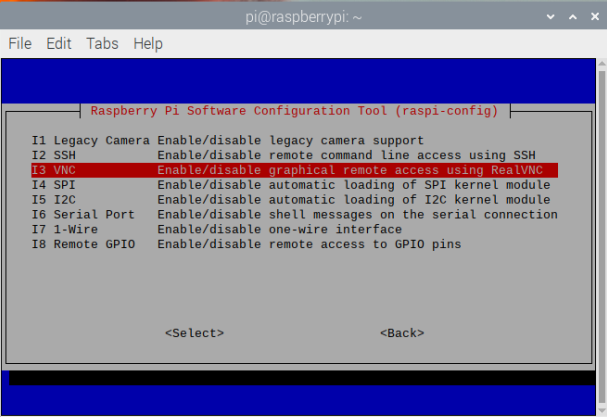 pi@raspberrypi: ~
File Edit Tabs Help
Raspberry Pi Software Configuration Tool (raspi-config)
I1 Legacy Camera Enable/disable legacy camera support
I2 SSH Enable/disable remote command line access using SSH
I3 VNC Enable/disable graphical remote access using RealVNC
I4 SPI Enable/disable automatic loading of SPI kernel module
I5 I2C Enable/disable automatic loading of I2C kernel module
I6 Serial Port Enable/disable shell messages on the serial connection
I7 1-Wire Enable/disable one-wire interface
I8 Remote GPIO Enable/disable remote access to GPIO pins
<Select> <Back>